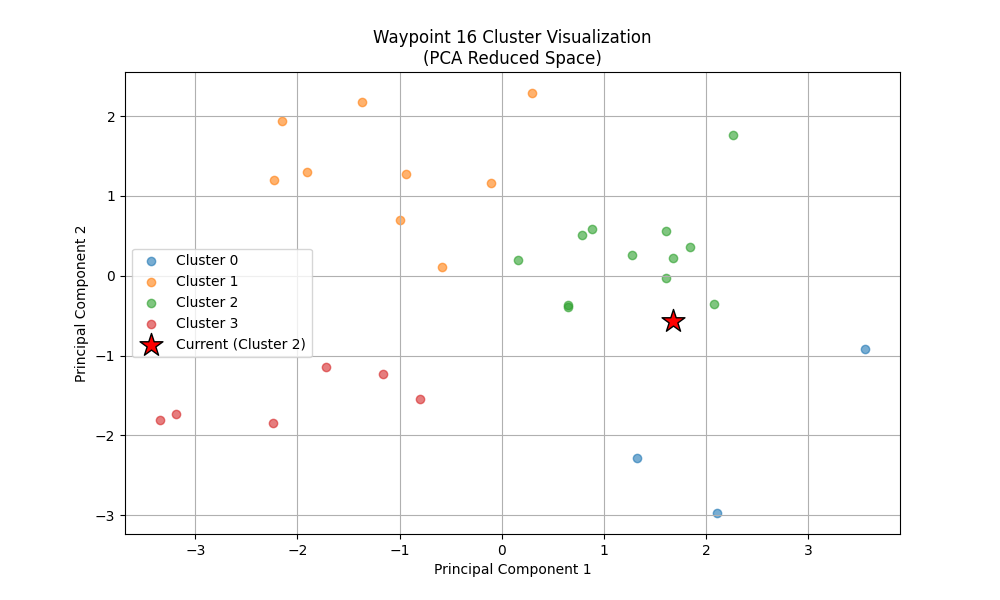 Waypoint 16 Cluster Visualization
(PCA Reduced Space)
Principal Component 2
2
1
0
−1
−2
−3
Cluster 0
Cluster 1
Cluster 2
Cluster 3
Current (Cluster 2)
−3
−2
−1
0
1
2
3
Principal Component 1